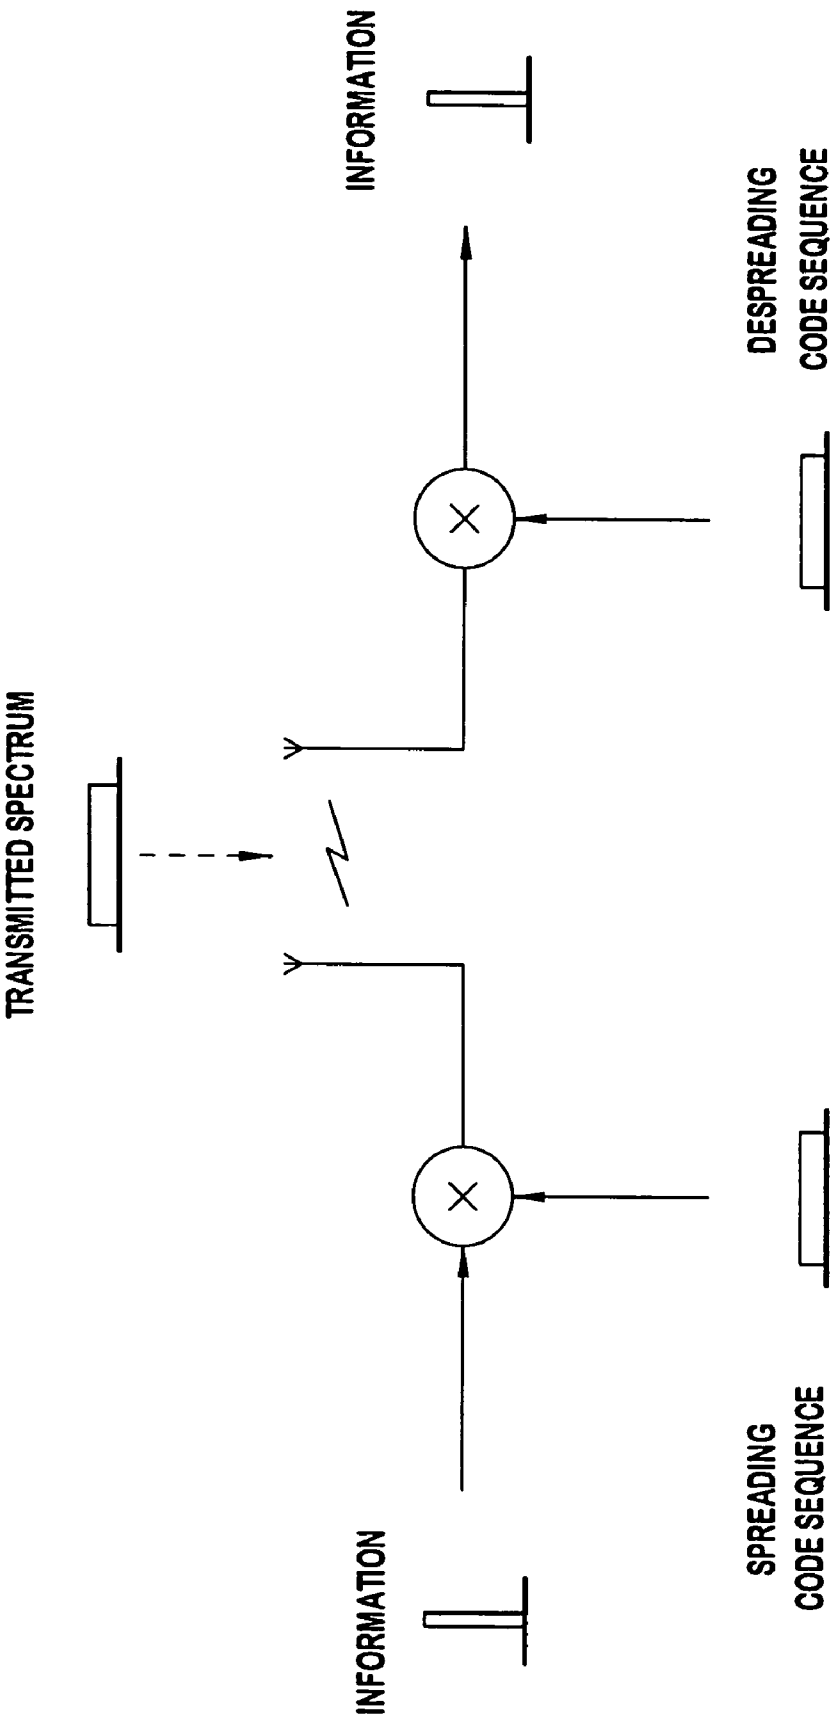 TRANSMITTED SPECTRUM
INFORMATION
INFORMATION
SPREADING
CODE SEQUENCE
DESPREADING
CODE SEQUENCE